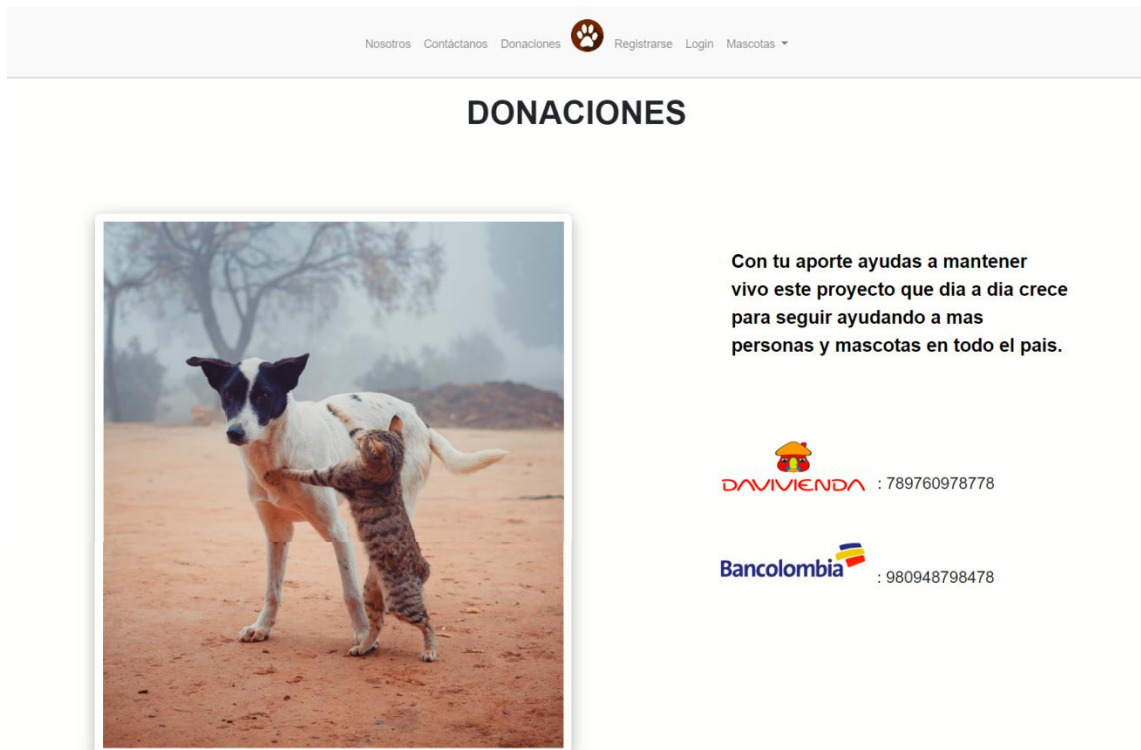 Nosotros Contáctanos Donaciones Registrarse Login Mascotas
DONACIONES
Con tu aporte ayudas a mantener
vivo este proyecto que dia a dia crece
para seguir ayudando a mas
personas y mascotas en todo el pais.
DAVIVIENDA : 789760978778
Bancolombia : 980948798478